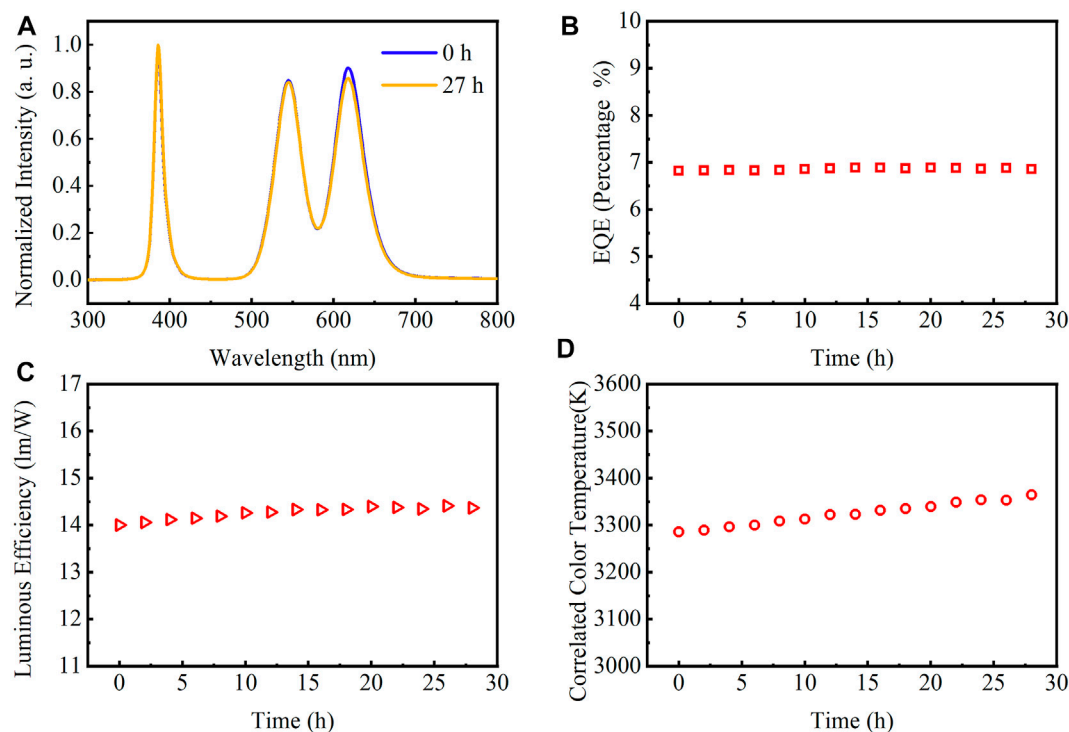 A
Normalized Intensity (a. u.)
1.0
0.8
0.6
0.4
0.2
0.0
300 400 500 600 700 800
Wavelength (nm)
0 h
27 h
B
EQE (Percentage %)
10
9
8
7
6
5
4
0 5 10 15 20 25 30
Time (h)
C
Luminous Efficiency (lm/W)
17
16
15
14
13
12
11
0 5 10 15 20 25 30
Time (h)
D
Correlated Color Temperature(K)
3600
3500
3400
3300
3200
3100
3000
0 5 10 15 20 25 30
Time (h)